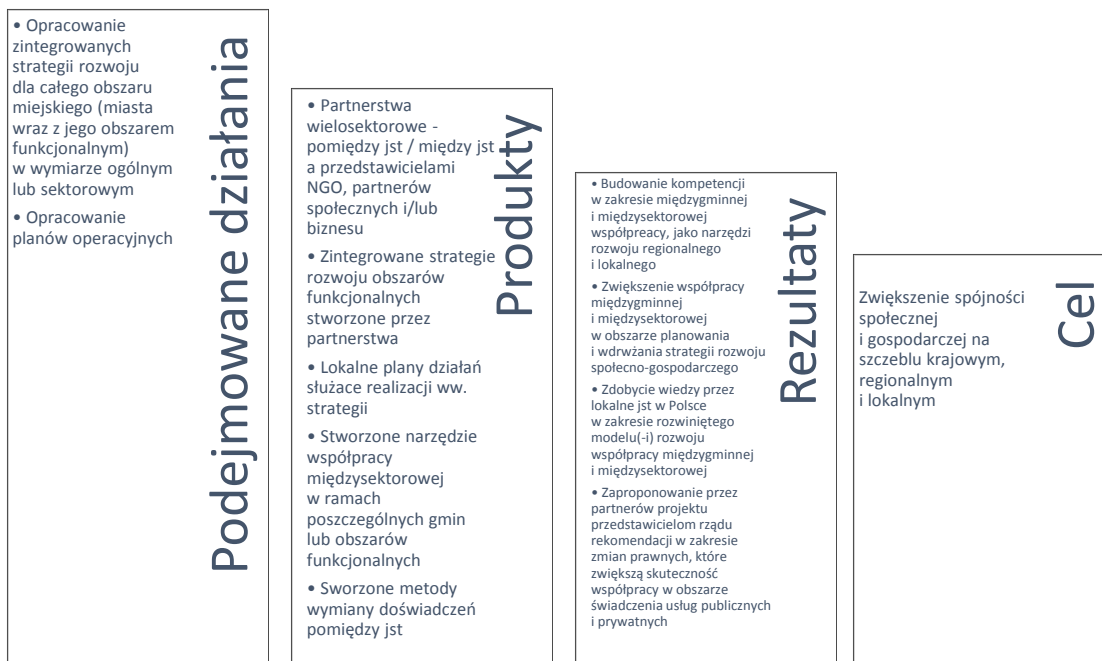 Podejmowane działania
• Opracowanie
zintegrowanych
strategii rozwoju
dla całego obszaru
miejskiego (miasta
wraz z jego obszarem
funkcjonalnym)
w wymiarze ogólnym
lub sektorowym
• Opracowanie
planów operacyjnych
Produkty
• Partnerstwa
wielosektorowe -
pomiędzy jst / między jst
a przedstawicielami
NGO, partnerów
społecznych i/lub
biznesu
• Zintegrowane strategie
rozwoju obszarów
funkcjonalnych
stworzone przez
partnerstwa
• Lokalne plany działań
służace realizacji ww.
strategii
• Stworzone narzędzie
współpracy
międzysektorowej
w ramach
poszczególnych gmin
lub obszarów
funkcjonalnych
• Sworzone metody
wymiany doświadczeń
pomiędzy jst
Rezultaty
• Budowanie kompetencji
w zakresie międzygminnej
i międzysektorowej
współpreacy, jako narzędzi
rozwoju regionalnego
i lokalnego
• Zwiększenie współpracy
międzygminnej
i międzysektorowej
w obszarze planowania
i wdrwżania strategii rozwoju
społecno-gospodarczego
• Zdobycie wiedzy przez
lokalne jst w Polsce
w zakresie rozwiniętego
modelu(-i) rozwoju
współpracy międzygminnej
i międzysektorowej
• Zaproponowanie przez
partnerów projektu
przedstawicielom rządu
rekomendacji w zakresie
zmian prawnych, które
zwiększą skuteczność
współpracy w obszarze
świadczenia usług publicznych
i prywatnych
Cel
Zwiększenie spójności
społecznej
i gospodarczej na
szczeblu krajowym,
regionalnym
i lokalnym